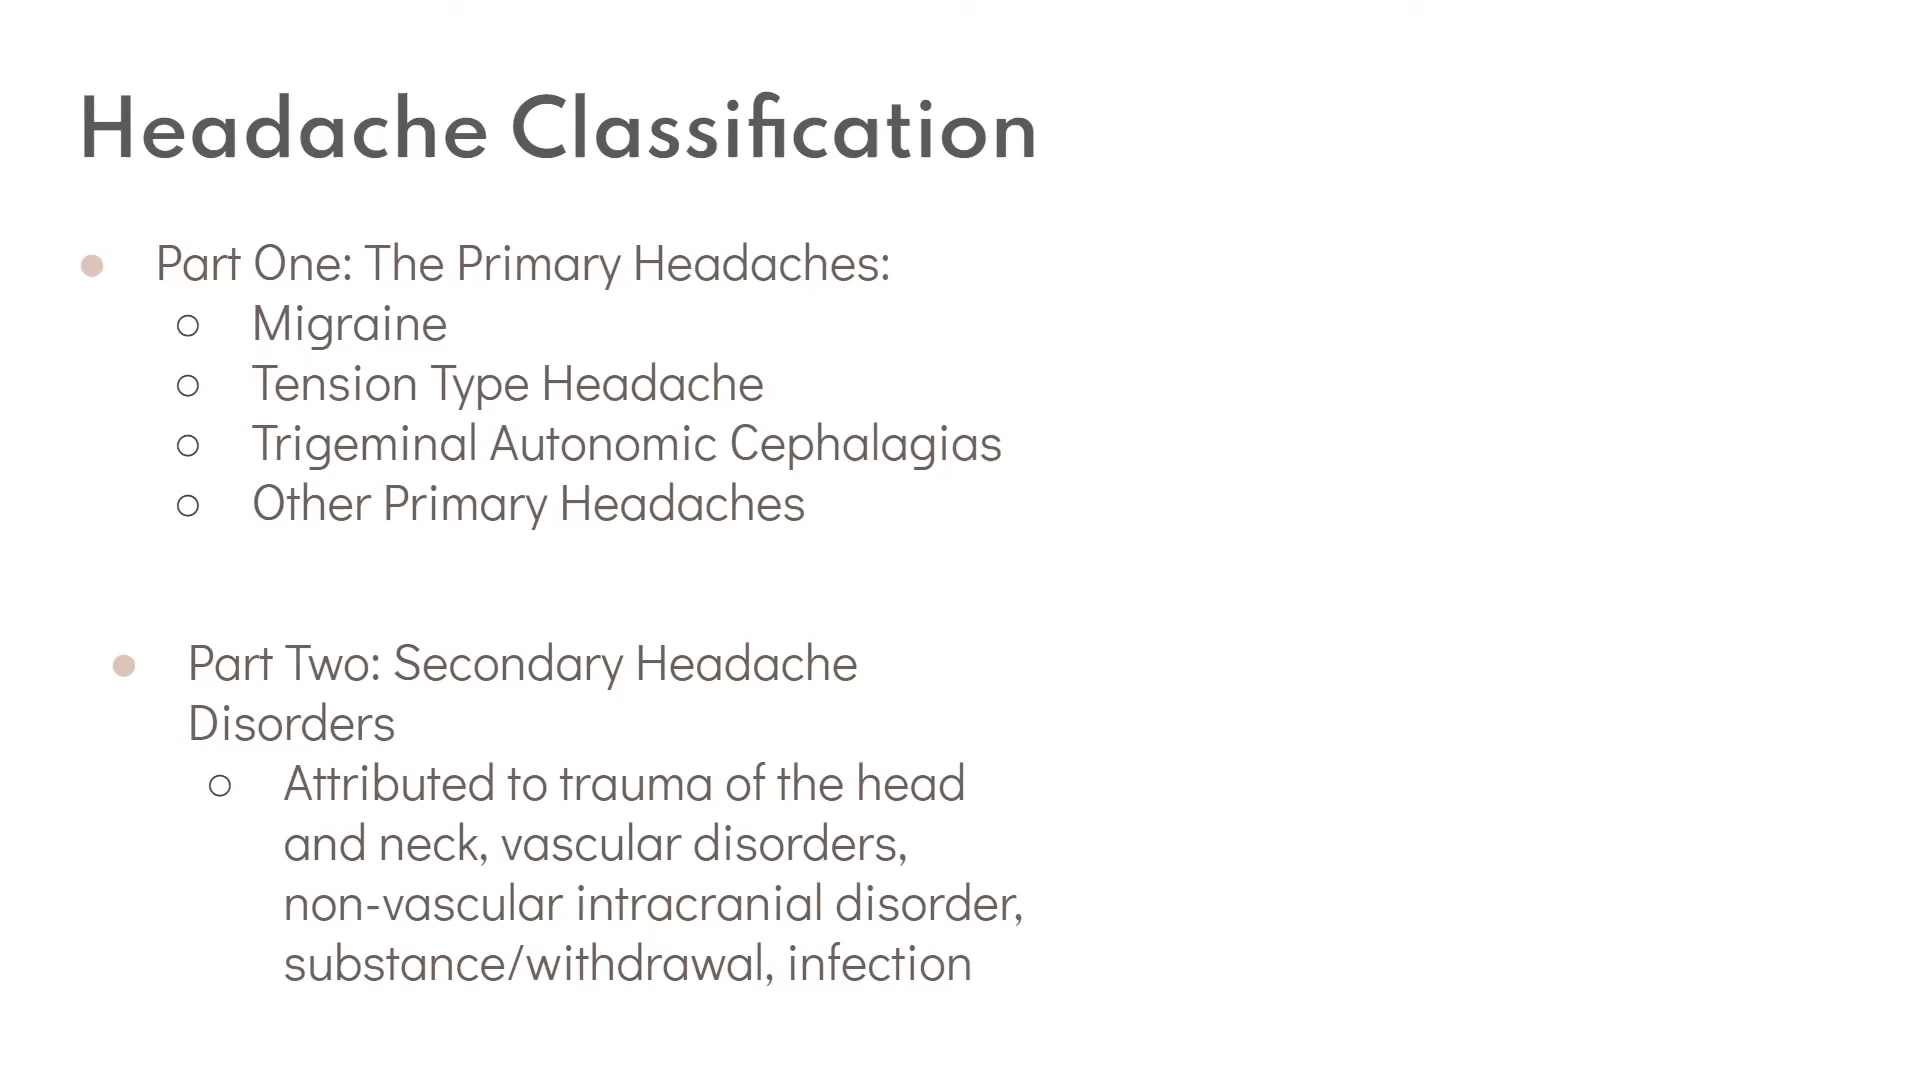 Headache Classification
Part One: The Primary Headaches:
Migraine
Tension Type Headache
Trigeminal Autonomic Cephalagias
Other Primary Headaches
Part Two: Secondary Headache
Disorders
Attributed to trauma of the head
and neck, vascular disorders,
non-vascular intracranial disorder,
substance/withdrawal, infection